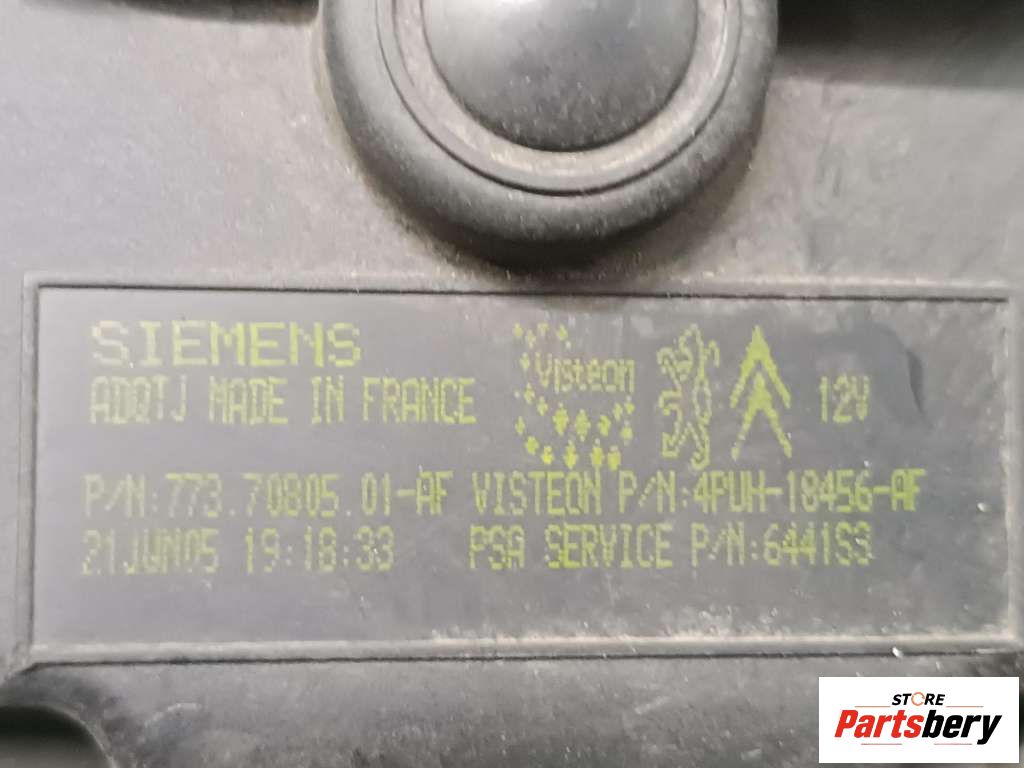 SIEMENS
Visteon
ADQTJ MADE IN FRANCE
12V
P/N:773.70805.01-AF VISTEON P/N:4PUH-18456-AF
21JUN05 19:18:33 PSA SERVICE P/N:6441S3
STORE
Partsbery